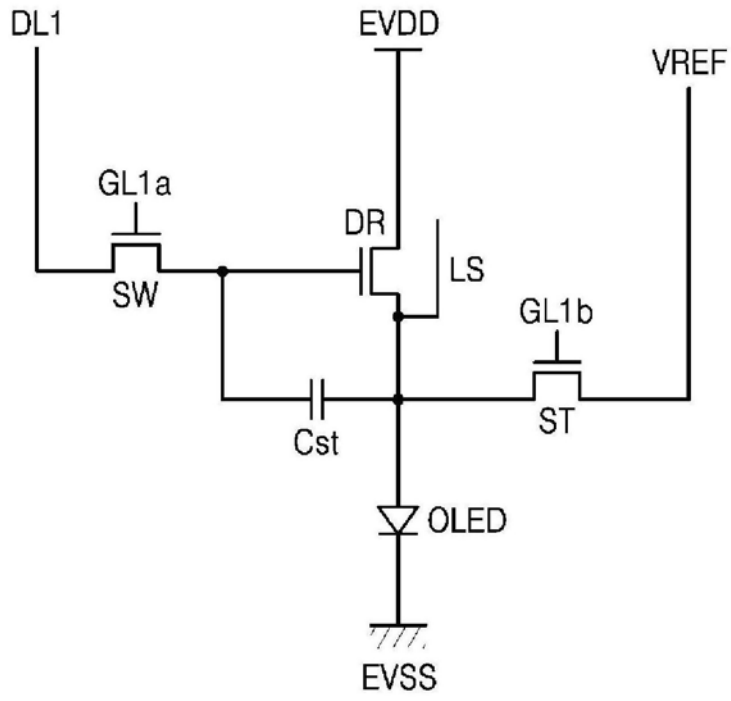 DL1
EVDD
VREF
GL1a
DR
LS
SW
GL1b
ST
Cst
OLED
EVSS